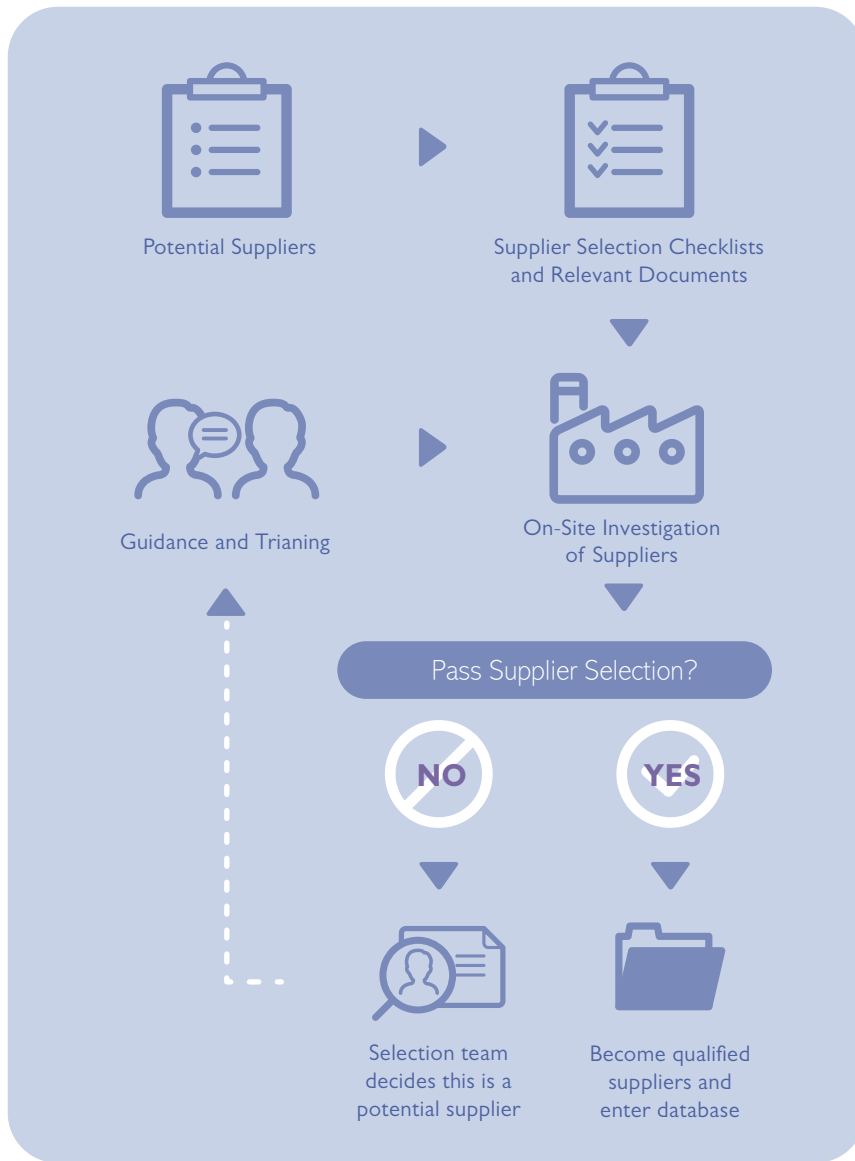 Potential Suppliers
Supplier Selection Checklists
and Relevant Documents
Guidance and Trianing
On-Site Investigation
of Suppliers
Pass Supplier Selection?
NO
YES
Selection team
decides this is a
potential supplier
Become qualified
suppliers and
enter database